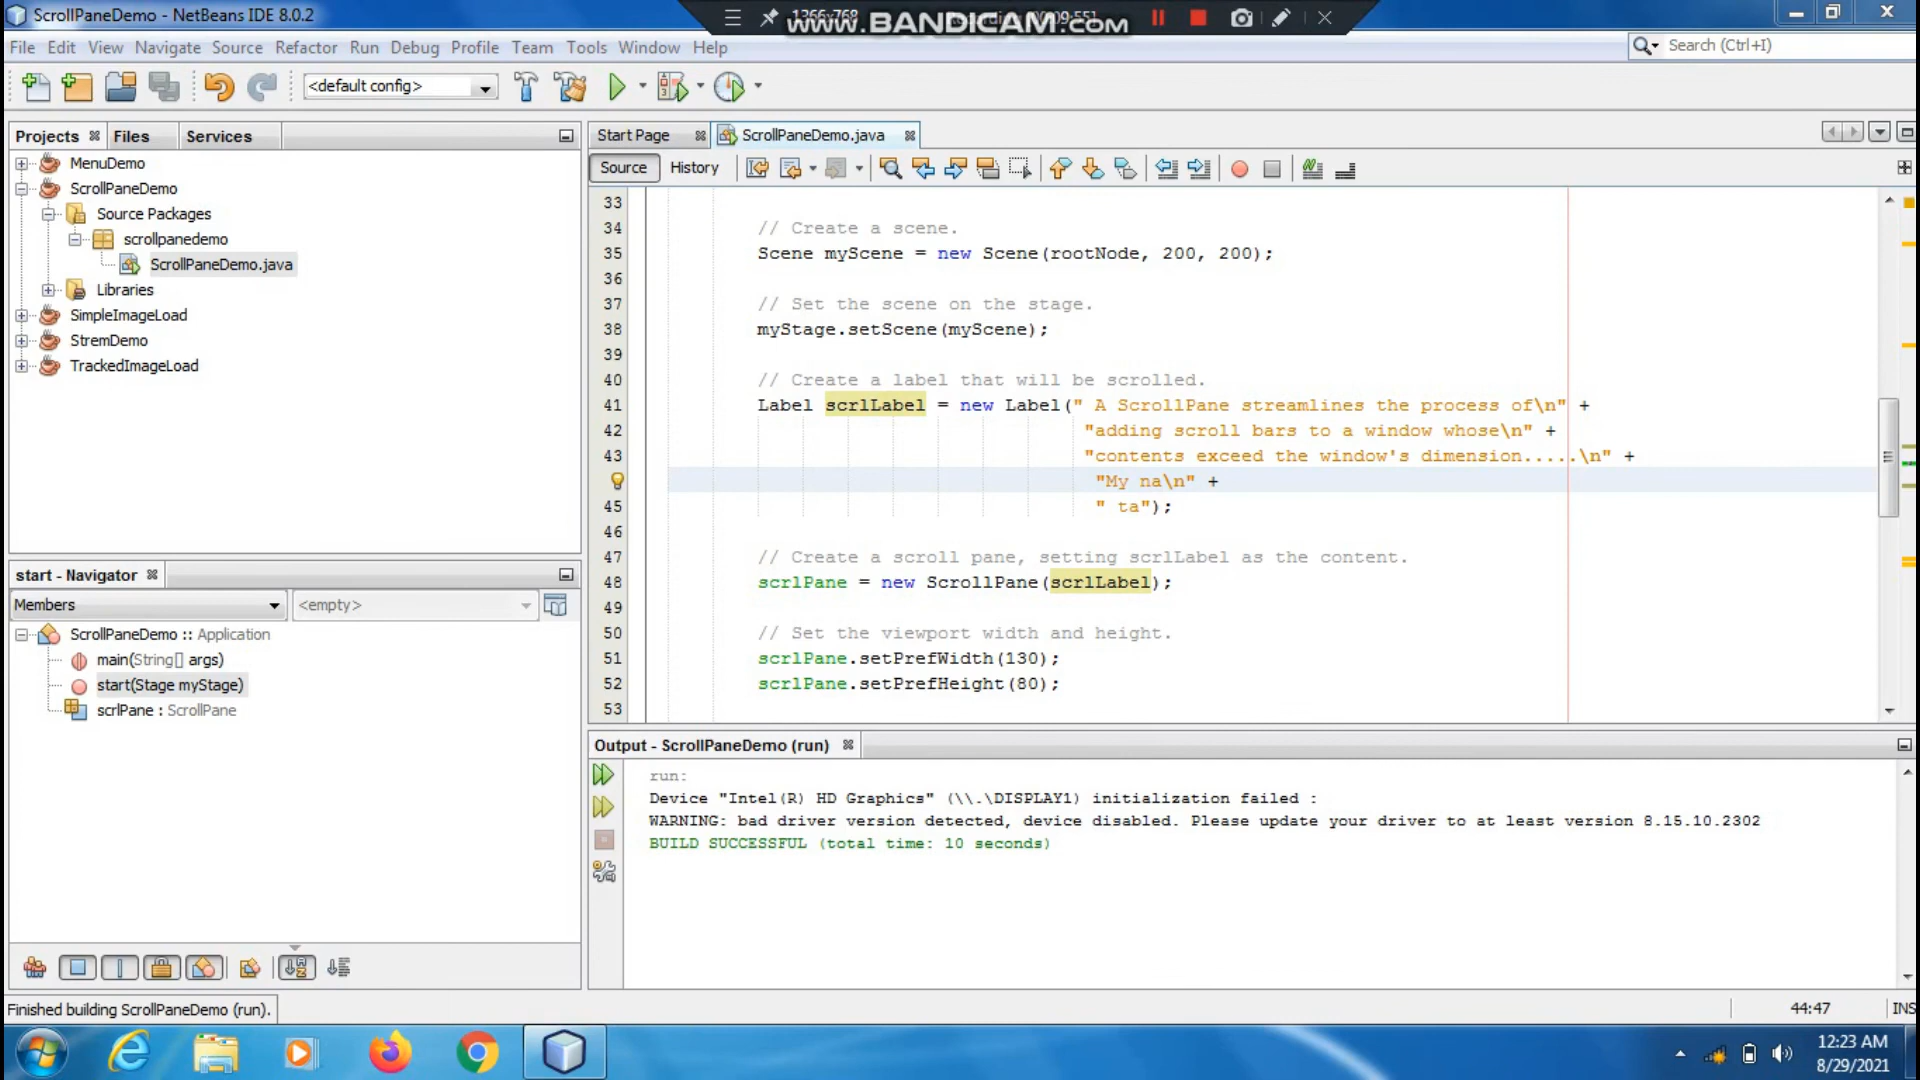 ScrollPaneDemo - NetBeans IDE 8.0.2
www.BANDICAM.com
File Edit View Navigate Source Refactor Run Debug Profile Team Tools Window Help
Search (Ctrl+I)
<default config>
Projects Files Services
MenuDemo
ScrollPaneDemo
Source Packages
scrollpanedemo
ScrollPaneDemo.java
Libraries
SimpleImageLoad
StremDemo
TrackedImageLoad
start - Navigator
Members <empty>
ScrollPaneDemo :: Application
main(String[] args)
start(Stage myStage)
scrlPane : ScrollPane
Start Page ScrollPaneDemo.java
Source History
33
34 // Create a scene.
35 Scene myScene = new Scene(rootNode, 200, 200);
36
37 // Set the scene on the stage.
38 myStage.setScene(myScene);
39
40 // Create a label that will be scrolled.
41 Label scrlLabel = new Label(" A ScrollPane streamlines the process of\n" +
42 "adding scroll bars to a window whose\n" +
43 "contents exceed the window's dimension.....\n" +
"My na\n" +
45 " ta");
46
47 // Create a scroll pane, setting scrlLabel as the content.
48 scrlPane = new ScrollPane(scrlLabel);
49
50 // Set the viewport width and height.
51 scrlPane.setPrefWidth(130);
52 scrlPane.setPrefHeight(80);
53
Output - ScrollPaneDemo (run)
run:
Device "Intel(R) HD Graphics" (\\.\DISPLAY1) initialization failed :
WARNING: bad driver version detected, device disabled. Please update your driver to at least version 8.15.10.2302
BUILD SUCCESSFUL (total time: 10 seconds)
Finished building ScrollPaneDemo (run).
44:47 INS
12:23 AM
8/29/2021